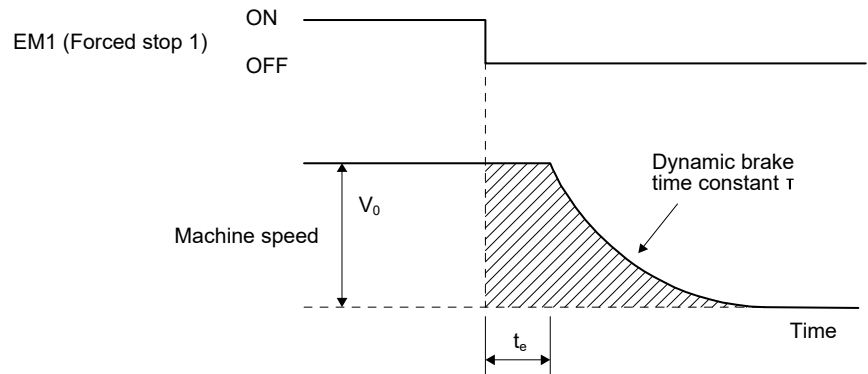 ON
EM1 (Forced stop 1)
OFF
Dynamic brake
time constant τ
V₀
Machine speed
Time
tₑ